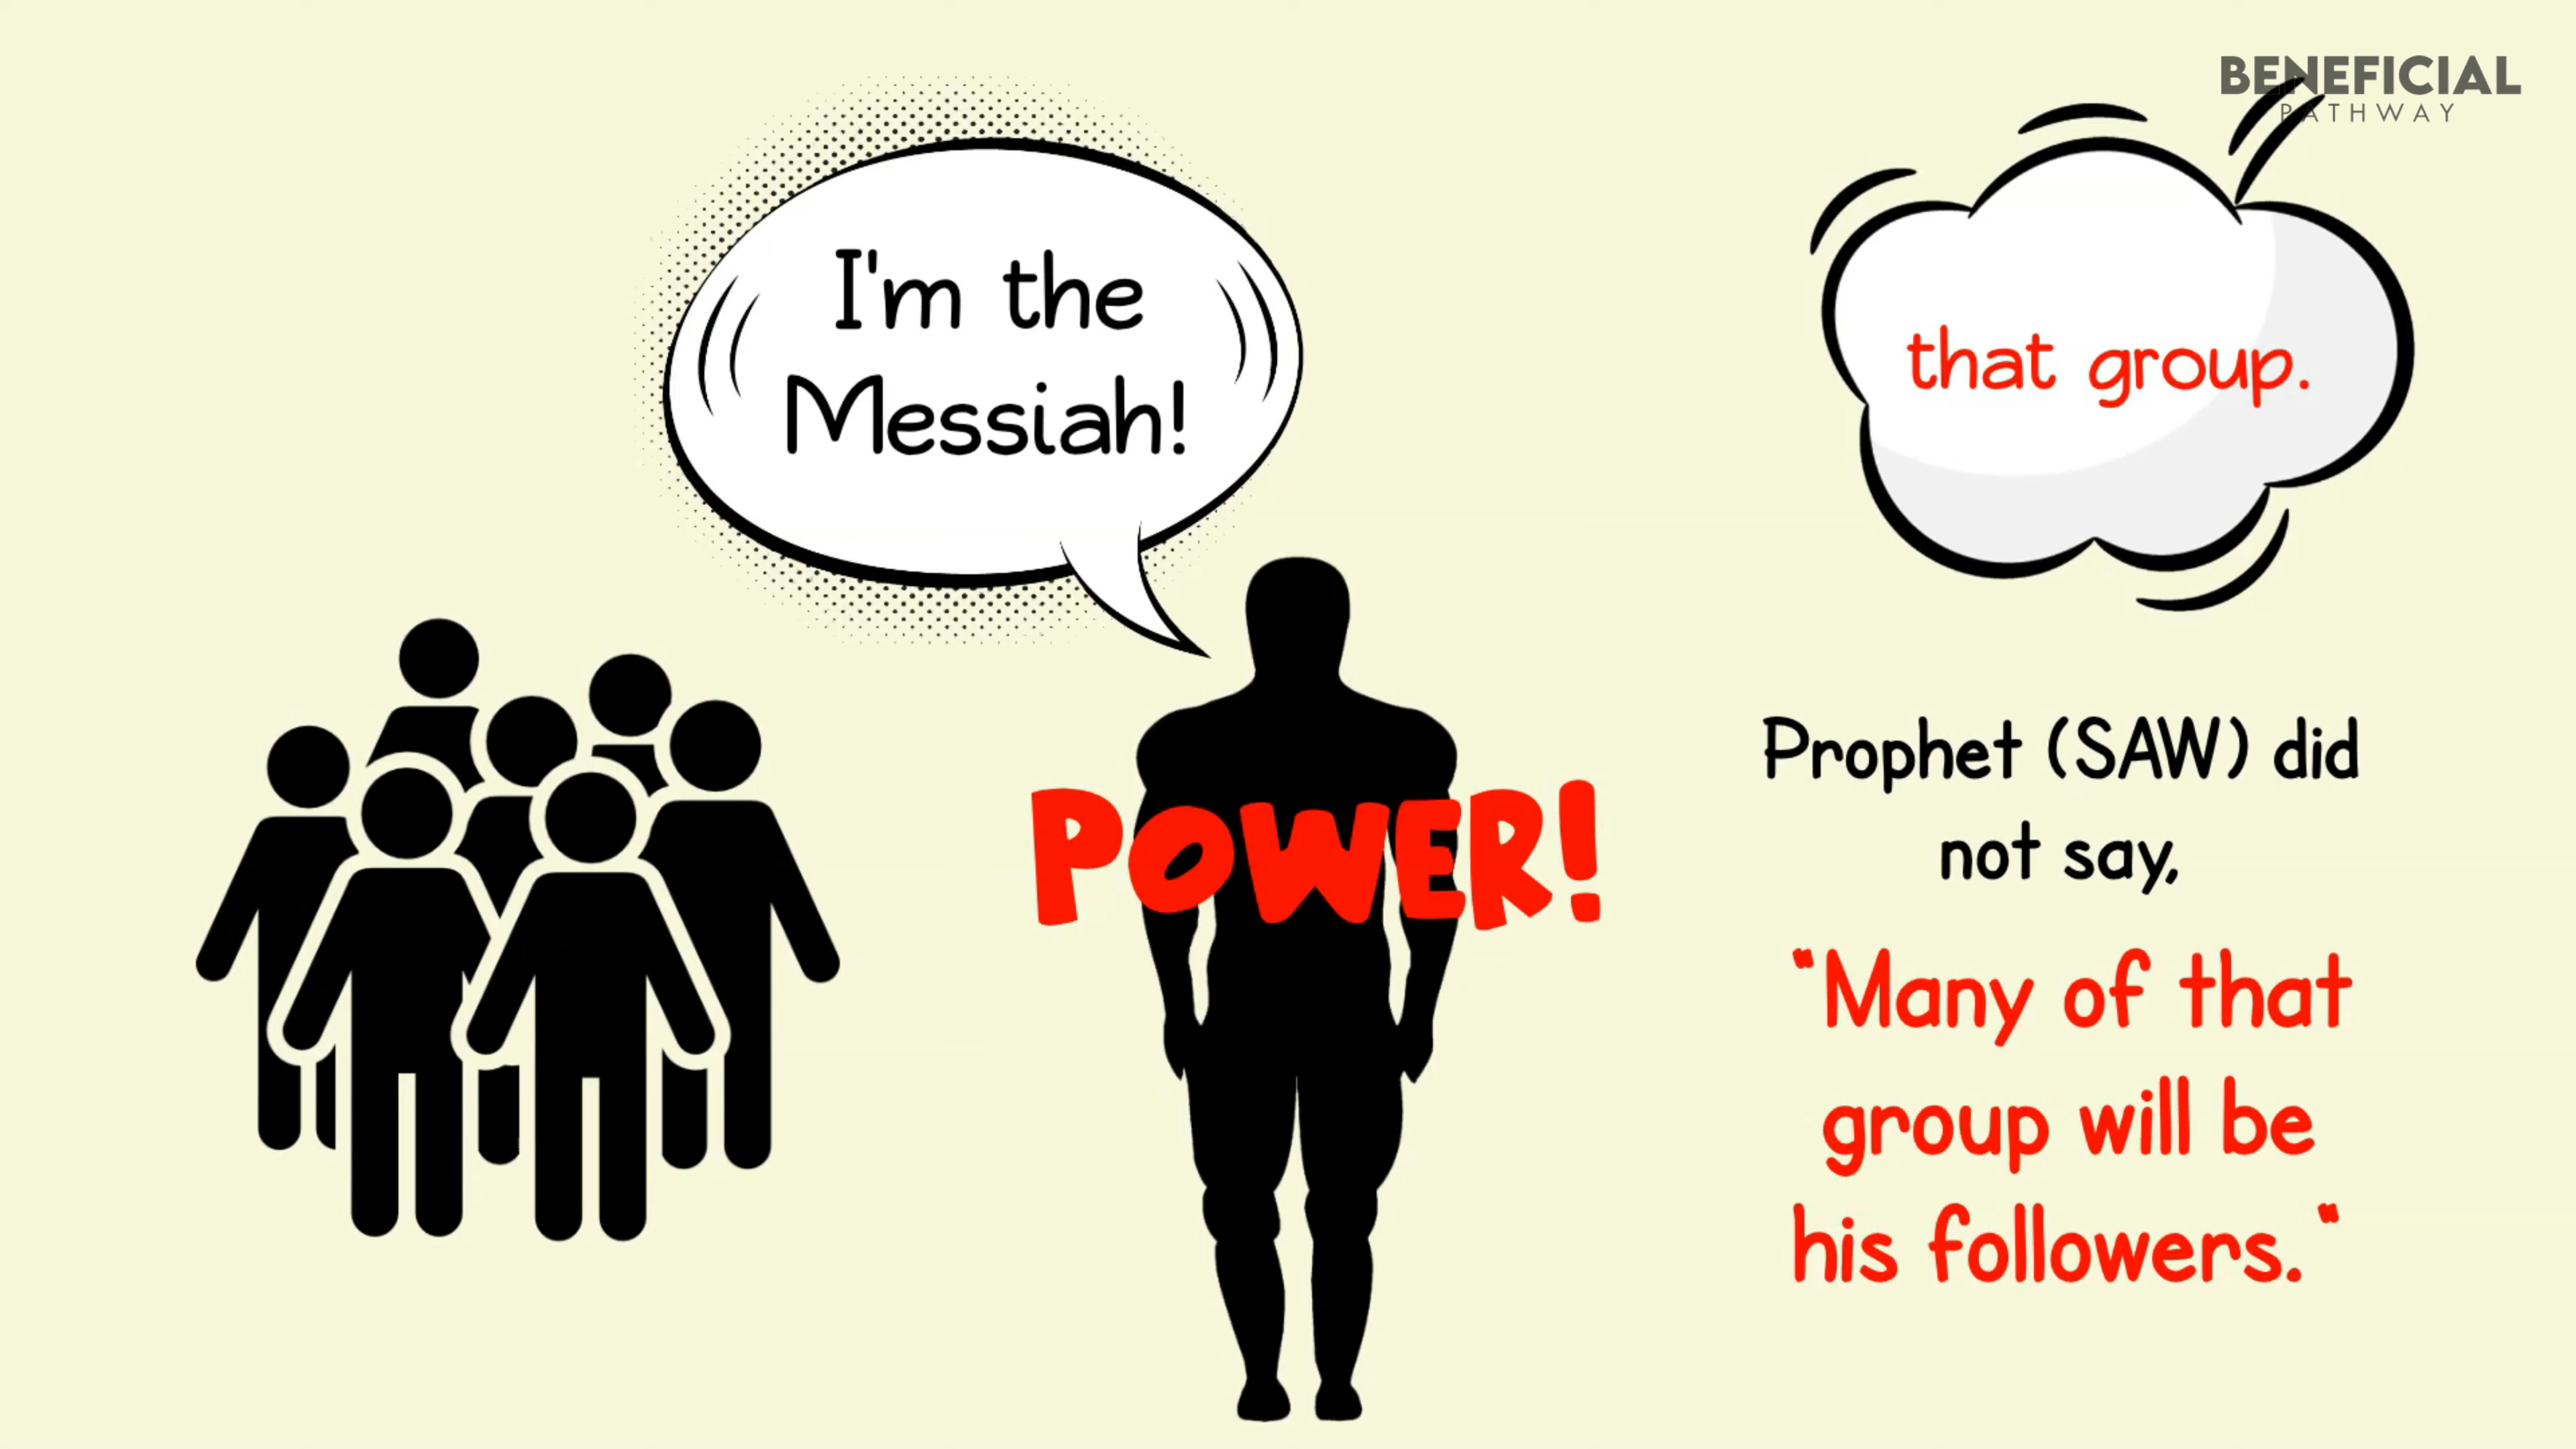 BENEFICIAL
PATHWAY
I'm the
Messiah!
that group.
POWER!
Prophet (SAW) did
not say,
"Many of that
group will be
his followers."